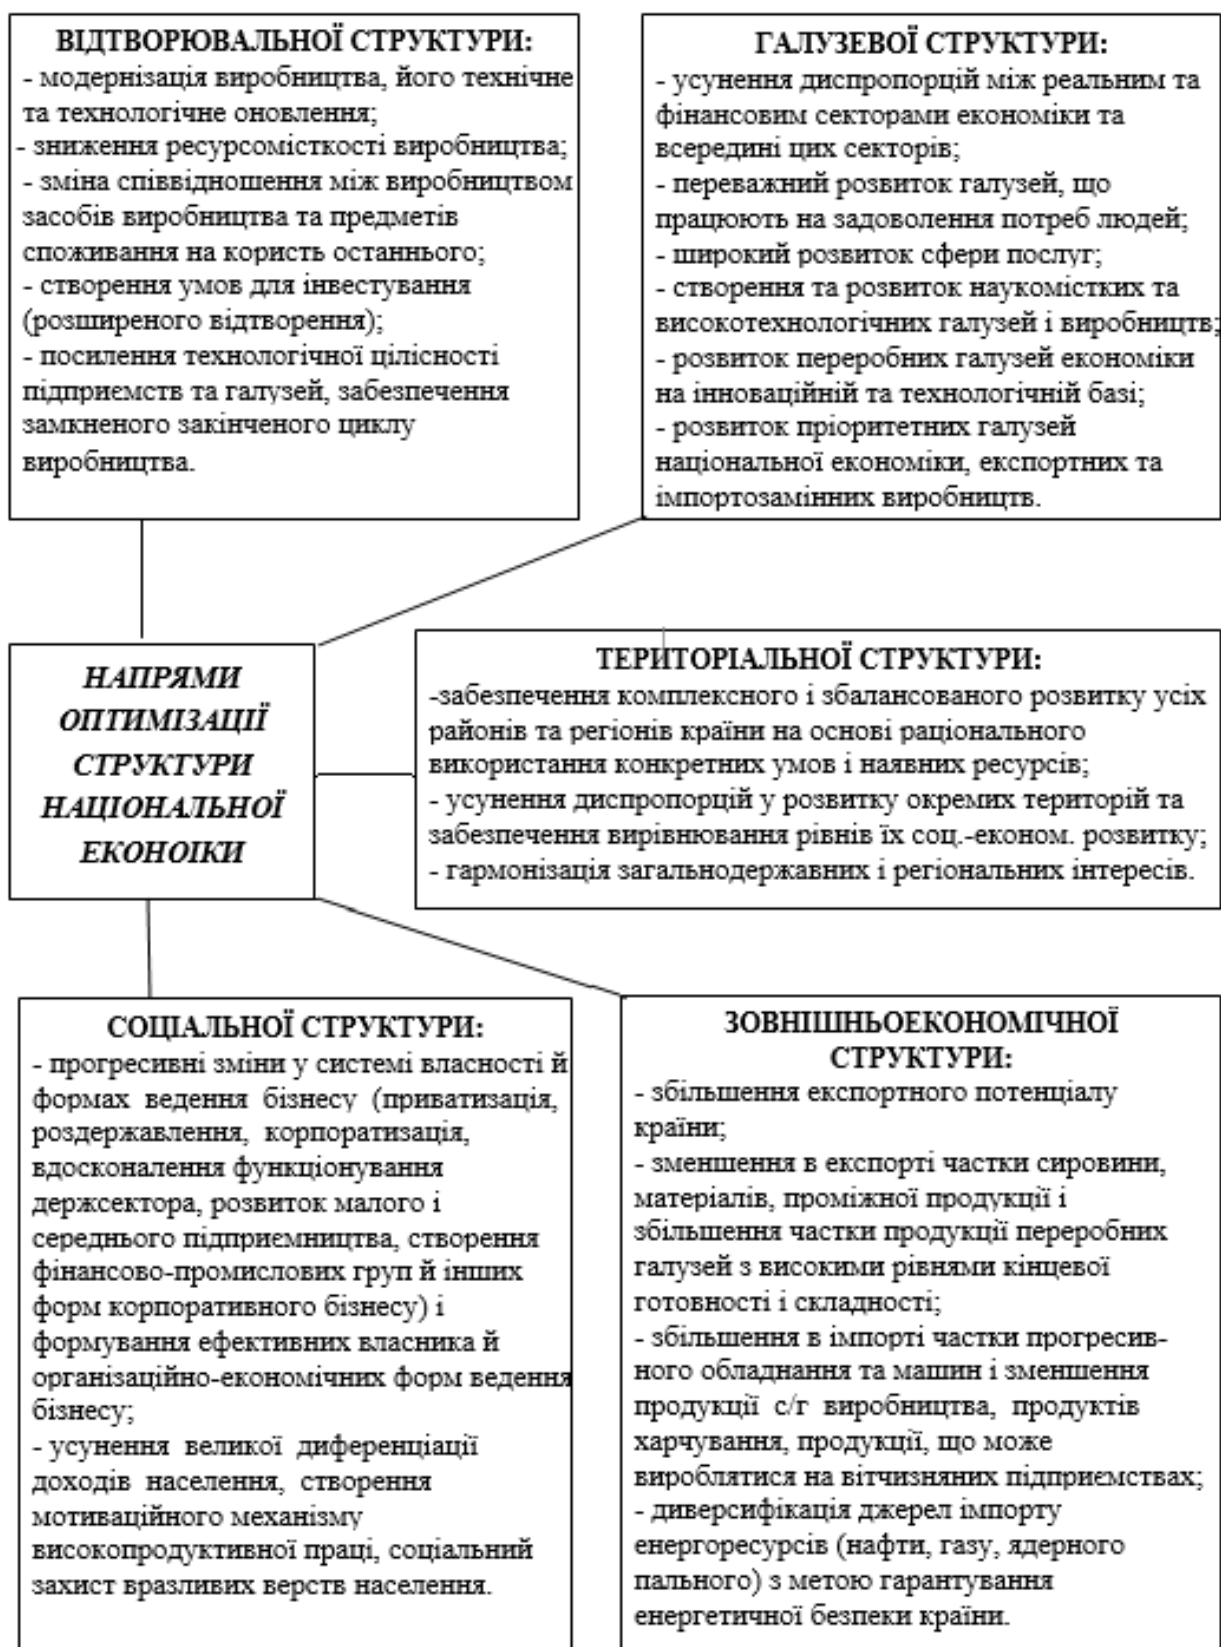 ВІДТВОРЮВАЛЬНОЇ СТРУКТУРИ:
- модернізація виробництва, його технічне
та технологічне оновлення;
- зниження ресурсомісткості виробництва;
- зміна співвідношення між виробництвом
засобів виробництва та предметів
споживання на користь останнього;
- створення умов для інвестування
(розширеного відтворення);
- посилення технологічної цілісності
підприємств та галузей, забезпечення
замкненого закінченого циклу
виробництва.
ГАЛУЗЕВОЇ СТРУКТУРИ:
- усунення диспропорцій між реальним та
фінансовим секторами економіки та
всередині цих секторів;
- переважний розвиток галузей, що
працюють на задоволення потреб людей;
- широкий розвиток сфери послуг;
- створення та розвиток наукомістких та
високотехнологічних галузей і виробництв;
- розвиток переробних галузей економіки
на інноваційній та технологічній базі;
- розвиток пріоритетних галузей
національної економіки, експортних та
імпортозамінних виробництв.
НАПРЯМИ
ОПТИМІЗАЦІЇ
СТРУКТУРИ
НАЦІОНАЛЬНОЇ
ЕКОНОІКИ
ТЕРИТОРІАЛЬНОЇ СТРУКТУРИ:
-забезпечення комплексного і збалансованого розвитку усіх
районів та регіонів країни на основі раціонального
використання конкретних умов і наявних ресурсів;
- усунення диспропорцій у розвитку окремих територій та
забезпечення вирівнювання рівнів їх соц.-економ. розвитку;
- гармонізація загальнодержавних і регіональних інтересів.
СОЦІАЛЬНОЇ СТРУКТУРИ:
- прогресивні зміни у системі власності й
формах ведення бізнесу (приватизація,
роздержавлення, корпоратизація,
вдосконалення функціонування
держсектора, розвиток малого і
середнього підприємництва, створення
фінансово-промислових груп й інших
форм корпоративного бізнесу) і
формування ефективних власника й
організаційно-економічних форм ведення
бізнесу;
- усунення великої диференціації
доходів населення, створення
мотиваційного механізму
високопродуктивної праці, соціальний
захист вразливих верств населення.
ЗОВНІШНЬОЕКОНОМІЧНОЇ
СТРУКТУРИ:
- збільшення експортного потенціалу
країни;
- зменшення в експорті частки сировини,
матеріалів, проміжної продукції і
збільшення частки продукції переробних
галузей з високими рівнями кінцевої
готовності і складності;
- збільшення в імпорті частки прогресив-
ного обладнання та машин і зменшення
продукції с/г виробництва, продуктів
харчування, продукції, що може
вироблятися на вітчизняних підприємствах;
- диверсифікація джерел імпорту
енергоресурсів (нафти, газу, ядерного
пального) з метою гарантування
енергетичної безпеки країни.